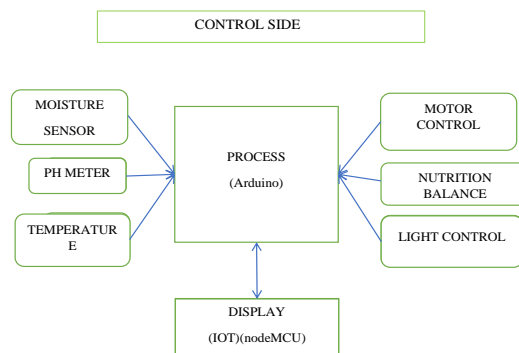 CONTROL SIDE
MOISTURE
SENSOR
PH METER
TEMPERATUR
E
PROCESS
(Arduino)
MOTOR
CONTROL
NUTRITION
BALANCE
LIGHT CONTROL
DISPLAY
(IOT)(nodeMCU)